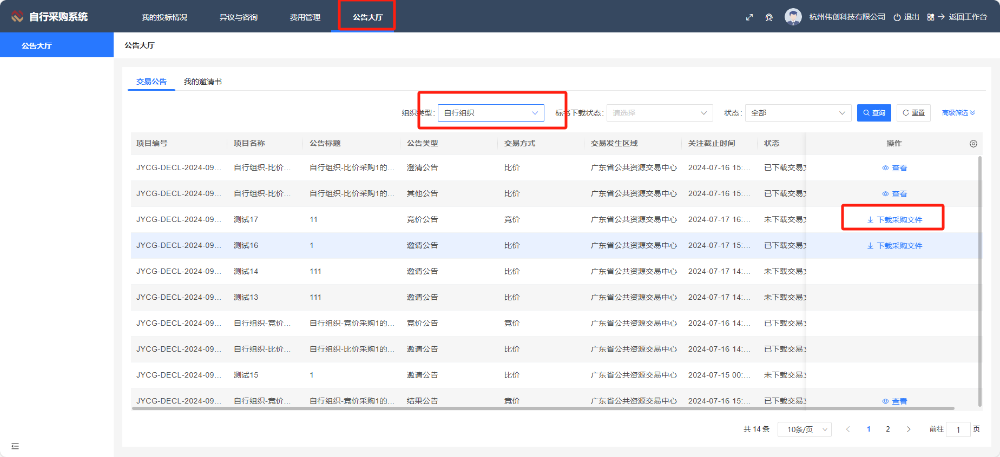 自行采购系统 我的投标情况 异议与咨询 费用管理 公告大厅 杭州伟创科技有限公司 退出 返回工作台
公告大厅 公告大厅
交易公告 我的邀请书
组织类型: 自行组织 标书下载状态: 请选择 状态: 全部 查询 重置 高级筛选
项目编号 项目名称 公告标题 公告类型 交易方式 交易发生区域 关注截止时间 状态 操作
JYCG-DECL-2024-09... 自行组织-比价... 自行组织-比价采购1的... 澄清公告 比价 广东省公共资源交易中心 2024-07-16 15:... 已下载交易文 查看
JYCG-DECL-2024-09... 自行组织-比价... 自行组织-比价采购1的... 其他公告 比价 广东省公共资源交易中心 2024-07-16 15:... 已下载交易文 查看
JYCG-DECL-2024-09... 测试17 11 竞价公告 竞价 广东省公共资源交易中心 2024-07-17 16:... 未下载交易文 下载采购文件
JYCG-DECL-2024-09... 测试16 1 邀请公告 比价 广东省公共资源交易中心 2024-07-17 15:... 已下载交易文 下载采购文件
JYCG-DECL-2024-09... 测试14 111 邀请公告 比价 广东省公共资源交易中心 2024-07-17 14:... 未下载交易文
JYCG-DECL-2024-09... 测试13 111 邀请公告 比价 广东省公共资源交易中心 2024-07-17 14:... 未下载交易文
JYCG-DECL-2024-09... 自行组织-竞价... 自行组织-竞价采购1的... 竞价公告 竞价 广东省公共资源交易中心 2024-07-16 14:... 已下载交易文
JYCG-DECL-2024-09... 自行组织-比价... 自行组织-比价采购1的... 邀请公告 比价 广东省公共资源交易中心 2024-07-16 14:... 已下载交易文
JYCG-DECL-2024-09... 测试15 1 邀请公告 比价 广东省公共资源交易中心 2024-07-15 00:... 未下载交易文
JYCG-DECL-2024-09... 自行组织-竞价... 自行组织-竞价采购1的... 结果公告 竞价 广东省公共资源交易中心 2024-07-16 15:... 已下载交易文 查看
共 14 条 10条/页 1 2 前往 1 页